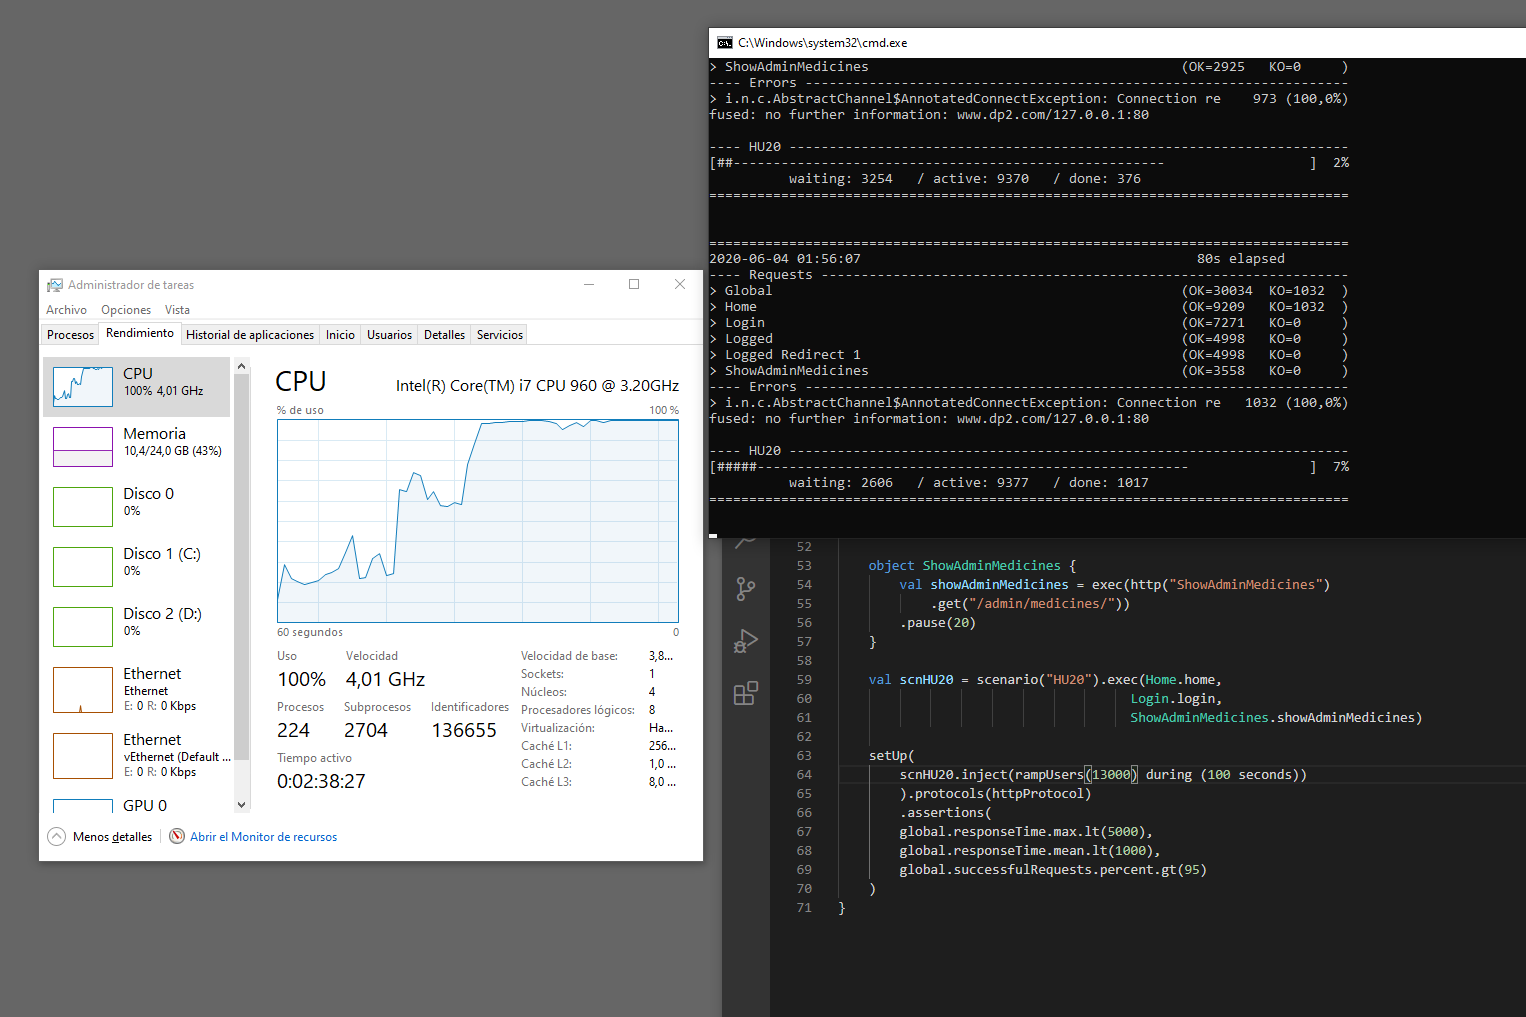 C:\Windows\system32\cmd.exe
> ShowAdminMedicines (OK=2925 KO=0 )
---- Errors --------------------------------------------------------------------
> i.n.c.AbstractChannel$AnnotatedConnectException: Connection re 973 (100,0%)
fused: no further information: www.dp2.com/127.0.0.1:80
---- HU20 ----------------------------------------------------------------------
[##------------------------------------------------------ ] 2%
waiting: 3254 / active: 9370 / done: 376
================================================================================
================================================================================
2020-06-04 01:56:07 80s elapsed
---- Requests ------------------------------------------------------------------
> Global (OK=30034 KO=1032 )
> Home (OK=9209 KO=1032 )
> Login (OK=7271 KO=0 )
> Logged (OK=4998 KO=0 )
> Logged Redirect 1 (OK=4998 KO=0 )
> ShowAdminMedicines (OK=3558 KO=0 )
---- Errors --------------------------------------------------------------------
> i.n.c.AbstractChannel$AnnotatedConnectException: Connection re 1032 (100,0%)
fused: no further information: www.dp2.com/127.0.0.1:80
---- HU20 ----------------------------------------------------------------------
[#####---------------------------------------------------- ] 7%
waiting: 2606 / active: 9377 / done: 1017
================================================================================
Administrador de tareas
Archivo Opciones Vista
Procesos Rendimiento Historial de aplicaciones Inicio Usuarios Detalles Servicios
CPU
100% 4,01 GHz
Memoria
10,4/24,0 GB (43%)
Disco 0
0%
Disco 1 (C:)
0%
Disco 2 (D:)
0%
Ethernet
Ethernet
E: 0 R: 0 Kbps
Ethernet
vEthernet (Default ...
E: 0 R: 0 Kbps
GPU 0
CPU Intel(R) Core(TM) i7 CPU 960 @ 3.20GHz
% de uso 100 %
60 segundos 0
Uso Velocidad
100% 4,01 GHz
Procesos Subprocesos Identificadores
224 2704 136655
Tiempo activo
0:02:38:27
Velocidad de base: 3,8...
Sockets: 1
Núcleos: 4
Procesadores lógicos: 8
Virtualización: Ha...
Caché L1: 256...
Caché L2: 1,0 ...
Caché L3: 8,0 ...
Menos detalles Abrir el Monitor de recursos
52
53 object ShowAdminMedicines {
54 val showAdminMedicines = exec(http("ShowAdminMedicines")
55 .get("/admin/medicines/"))
56 .pause(20)
57 }
58
59 val scnHU20 = scenario("HU20").exec(Home.home,
60 Login.login,
61 ShowAdminMedicines.showAdminMedicines)
62
63 setUp(
64 scnHU20.inject(rampUsers(13000) during (100 seconds))
65 ).protocols(httpProtocol)
66 .assertions(
67 global.responseTime.max.lt(5000),
68 global.responseTime.mean.lt(1000),
69 global.successfulRequests.percent.gt(95)
70 )
71 }